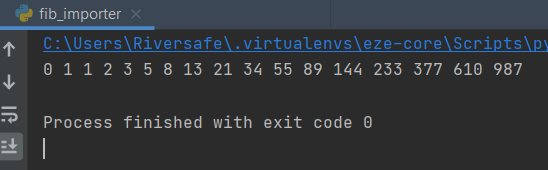 fib_importer
C:\Users\Riversafe\.virtualenvs\eze-core\Scripts\py
0 1 1 2 3 5 8 13 21 34 55 89 144 233 377 610 987
Process finished with exit code 0